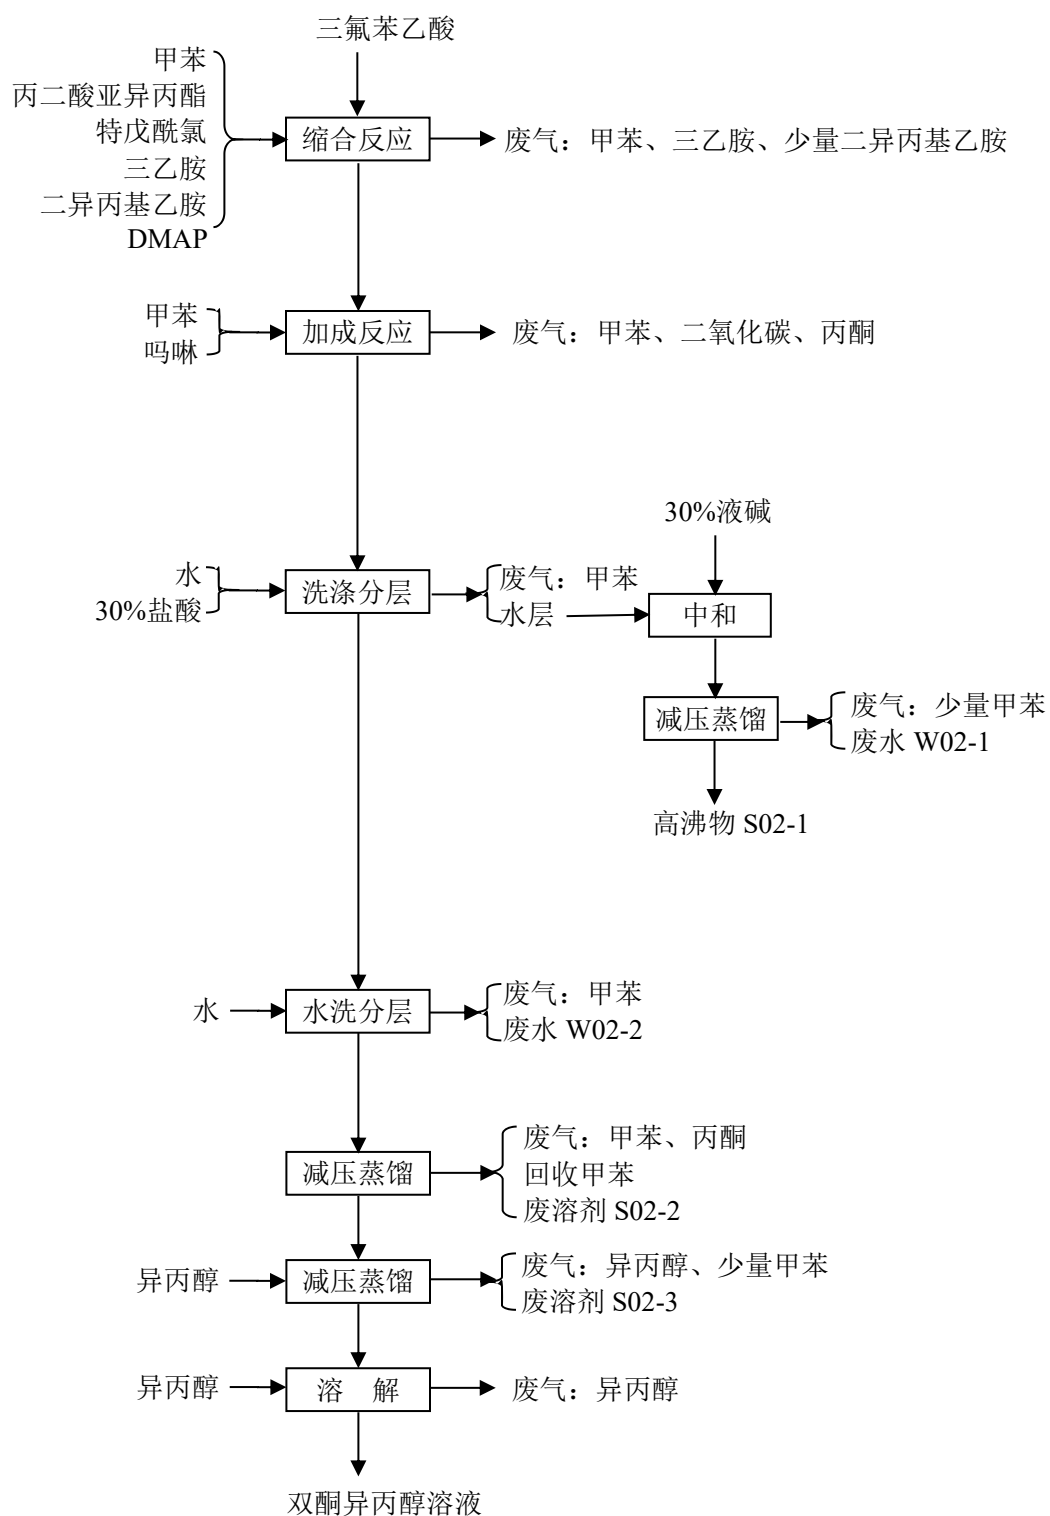 三氟苯乙酸
甲苯
丙二酸亚异丙酯
特戊酰氯
三乙胺
二异丙基乙胺
DMAP
缩合反应
废气：甲苯、三乙胺、少量二异丙基乙胺
甲苯
吗啉
加成反应
废气：甲苯、二氧化碳、丙酮
30%液碱
水
30%盐酸
洗涤分层
废气：甲苯
水层
中和
减压蒸馏
废气：少量甲苯
废水 W02-1
高沸物 S02-1
水
水洗分层
废气：甲苯
废水 W02-2
减压蒸馏
废气：甲苯、丙酮
回收甲苯
废溶剂 S02-2
异丙醇
减压蒸馏
废气：异丙醇、少量甲苯
废溶剂 S02-3
异丙醇
溶 解
废气：异丙醇
双酮异丙醇溶液